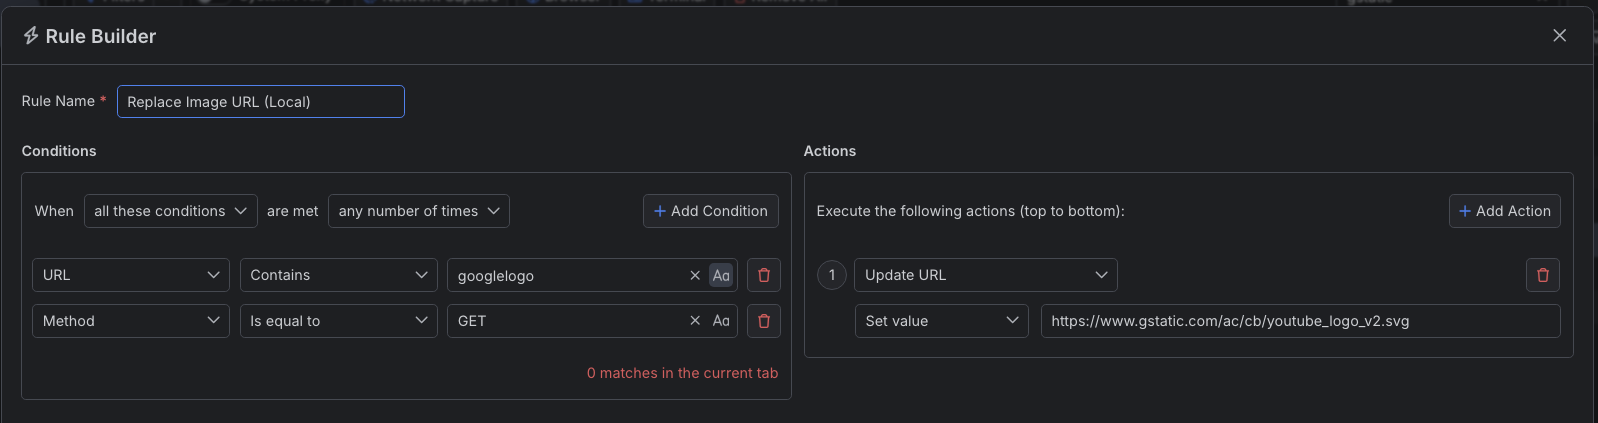 Rule Builder
Rule Name * Replace Image URL (Local)
Conditions
When all these conditions are met any number of times + Add Condition
URL Contains googlelogo Aa
Method Is equal to GET Aa
0 matches in the current tab
Actions
Execute the following actions (top to bottom): + Add Action
1 Update URL
Set value https://www.gstatic.com/ac/cb/youtube_logo_v2.svg